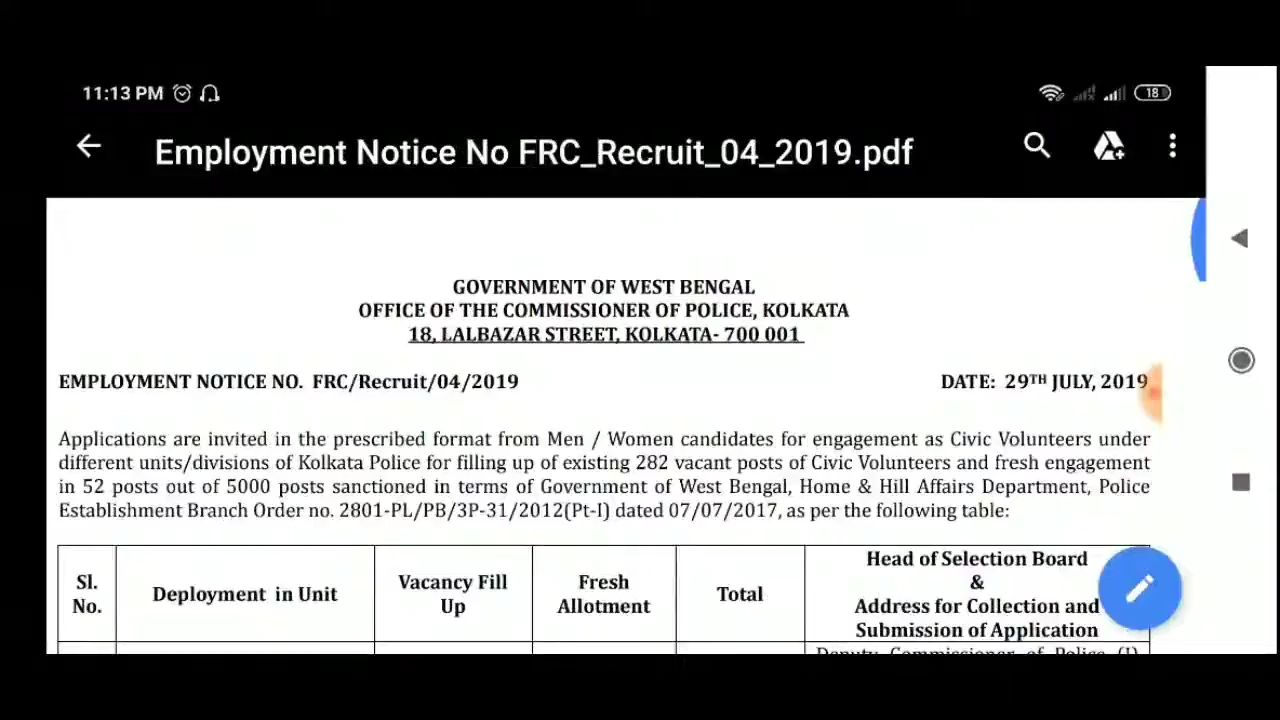 11:13 PM
18
Employment Notice No FRC_Recruit_04_2019.pdf
GOVERNMENT OF WEST BENGAL
OFFICE OF THE COMMISSIONER OF POLICE, KOLKATA
18, LALBAZAR STREET, KOLKATA- 700 001
EMPLOYMENT NOTICE NO. FRC/Recruit/04/2019 DATE: 29TH JULY, 2019
Applications are invited in the prescribed format from Men / Women candidates for engagement as Civic Volunteers under
different units/divisions of Kolkata Police for filling up of existing 282 vacant posts of Civic Volunteers and fresh engagement
in 52 posts out of 5000 posts sanctioned in terms of Government of West Bengal, Home & Hill Affairs Department, Police
Establishment Branch Order no. 2801-PL/PB/3P-31/2012(Pt-I) dated 07/07/2017, as per the following table:
Sl.
No.
Deployment in Unit
Vacancy Fill
Up
Fresh
Allotment
Total
Head of Selection Board
&
Address for Collection and
Submission of Application
Deputy Commissioner of Police (I),